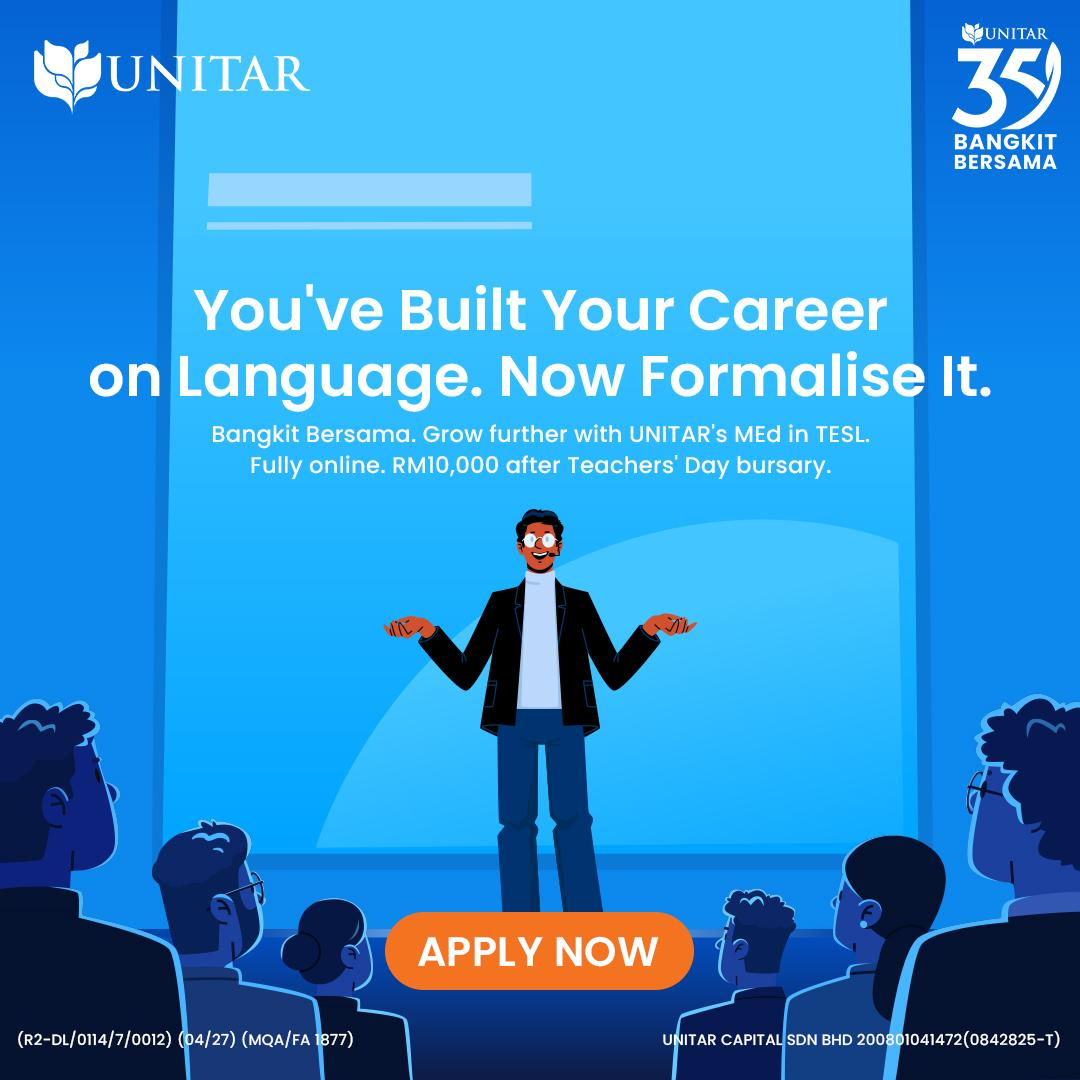 UNITAR
UNITAR
35
BANGKIT
BERSAMA
You've Built Your Career
on Language. Now Formalise It.
Bangkit Bersama. Grow further with UNITAR's MEd in TESL.
Fully online. RM10,000 after Teachers' Day bursary.
APPLY NOW
(R2-DL/0114/7/0012) (04/27) (MQA/FA 1877)
UNITAR CAPITAL SDN BHD 200801041472(0842825-T)